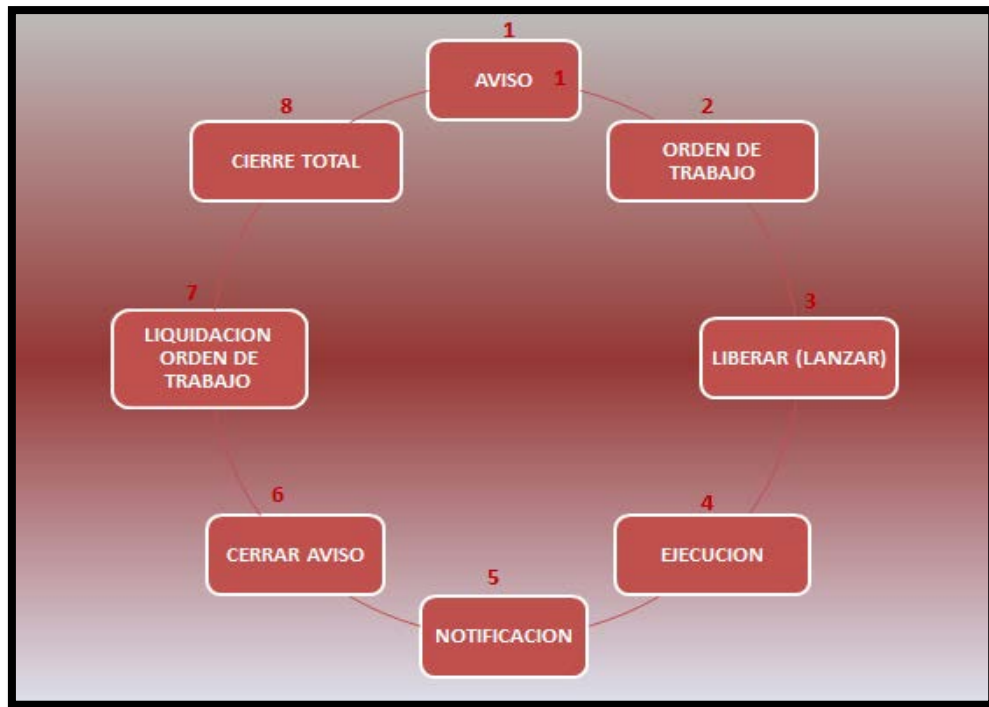 1
AVISO 1
2
ORDEN DE
TRABAJO
3
LIBERAR (LANZAR)
4
EJECUCION
5
NOTIFICACION
6
CERRAR AVISO
7
LIQUIDACION
ORDEN DE
TRABAJO
8
CIERRE TOTAL